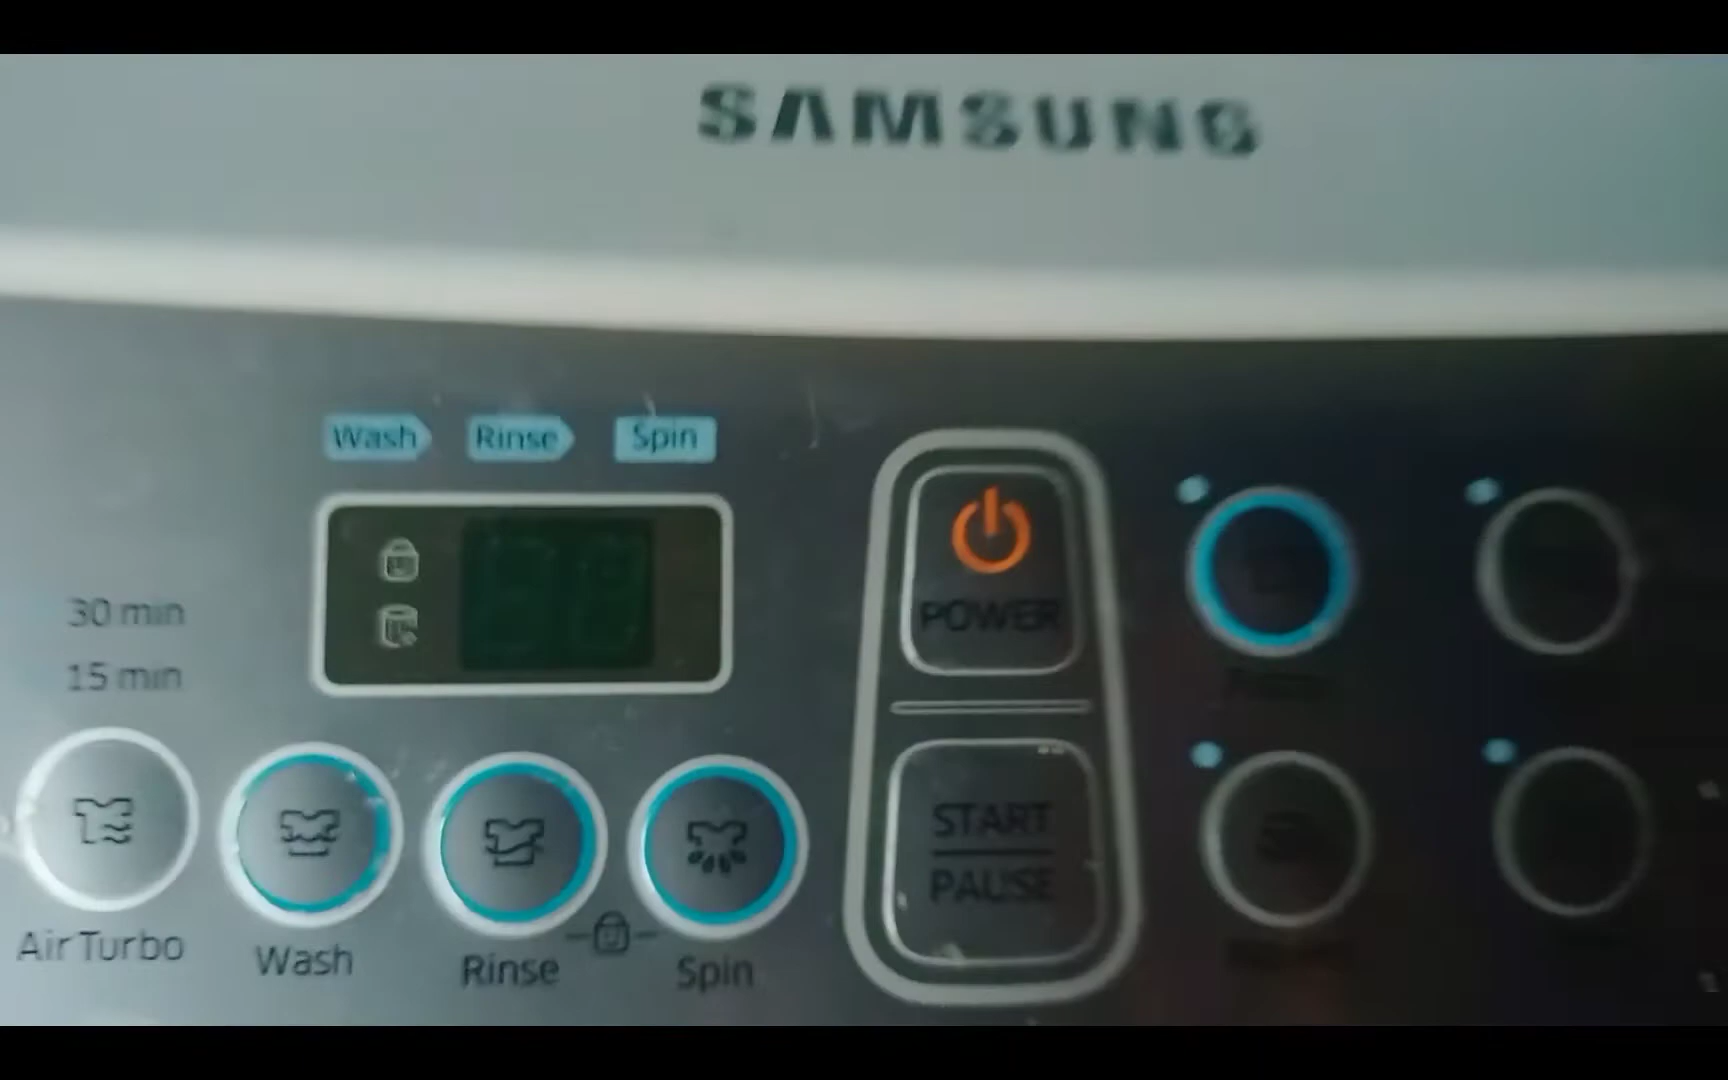 SAMSUNG
Wash Rinse Spin
30 min
15 min
POWER
START
PAUSE
Air Turbo
Wash
Rinse
Spin